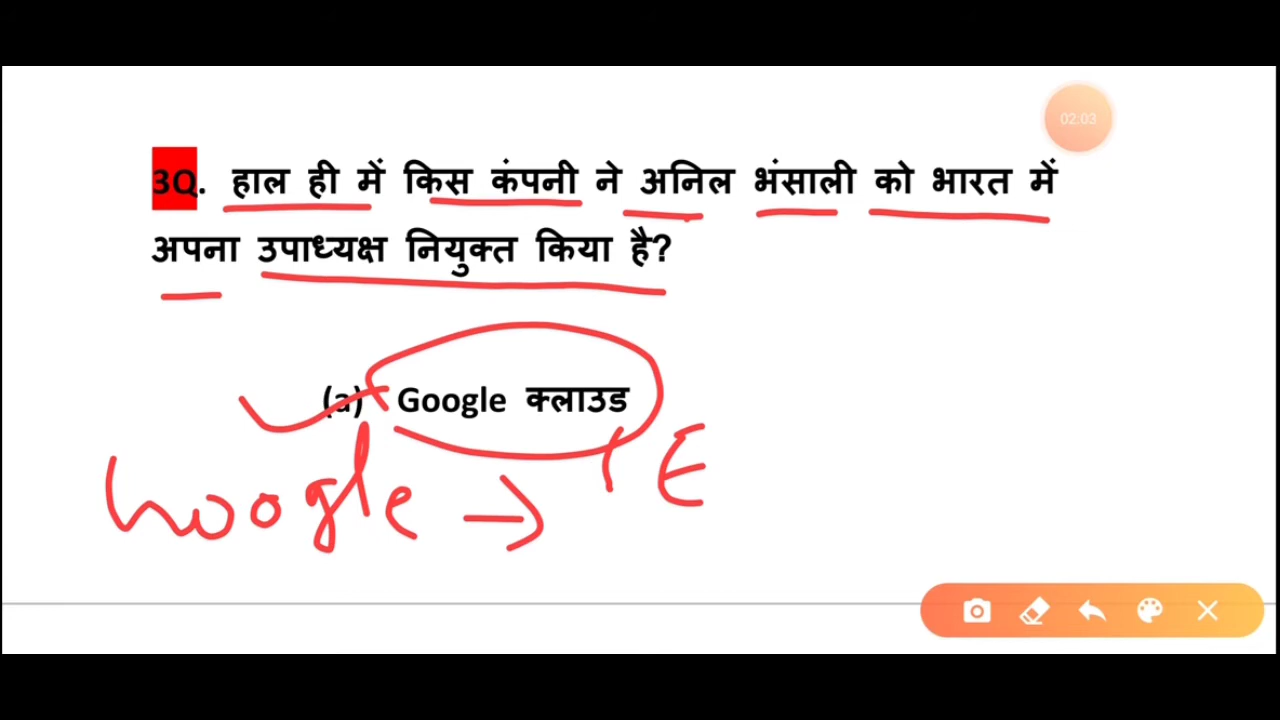 02:03
3Q. हाल ही में किस कंपनी ने अनिल भंसाली को भारत में
अपना उपाध्यक्ष नियुक्त किया है?
(a) Google क्लाउड
Google → ' E